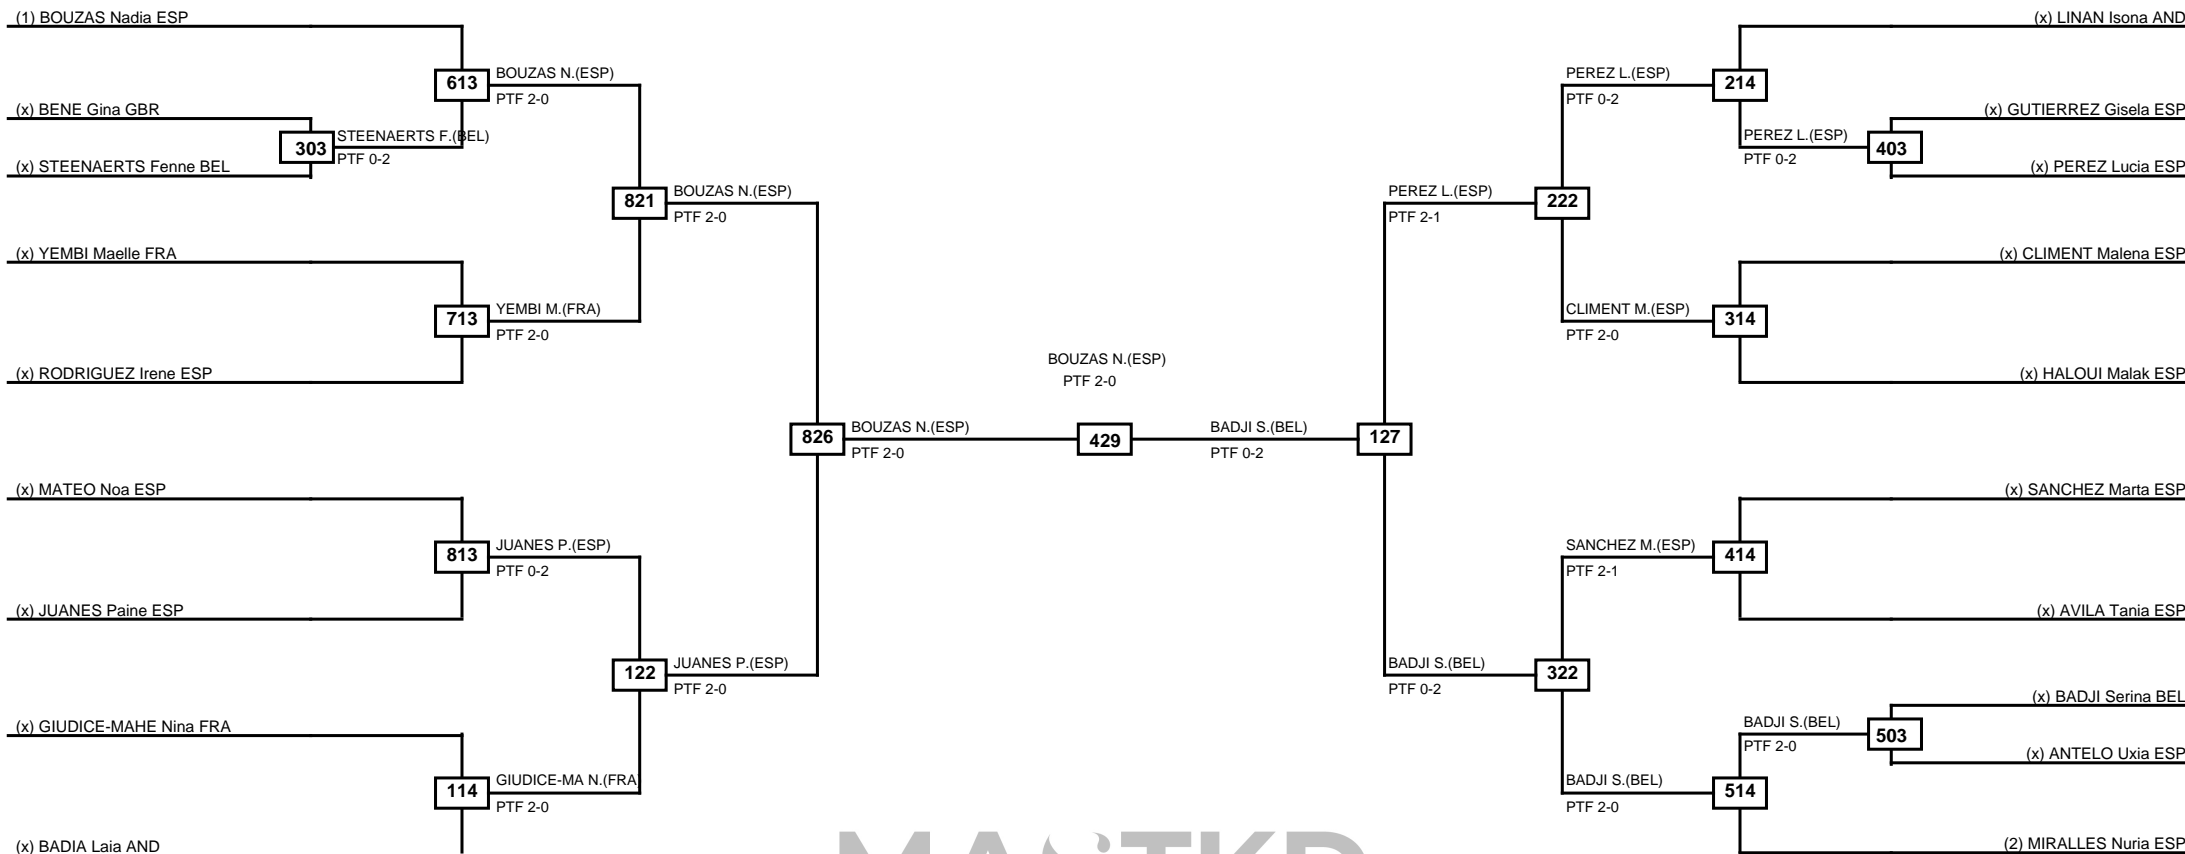 (1) BOUZAS Nadia ESP
(x) BENE Gina GBR
(x) STEENAERTS Fenne BEL
(x) YEMBI Maelle FRA
(x) RODRIGUEZ Irene ESP
(x) MATEO Noa ESP
(x) JUANES Paine ESP
(x) GIUDICE-MAHE Nina FRA
(x) BADIA Laia AND
303
STEENAERTS F.(BEL)
PTF 0-2
613
BOUZAS N.(ESP)
PTF 2-0
713
YEMBI M.(FRA)
PTF 2-0
813
JUANES P.(ESP)
PTF 0-2
114
GIUDICE-MA N.(FRA
PTF 2-0
821
BOUZAS N.(ESP)
PTF 2-0
122
JUANES P.(ESP)
PTF 2-0
826
BOUZAS N.(ESP)
PTF 2-0
BOUZAS N.(ESP)
PTF 2-0
429
BADJI S.(BEL)
PTF 0-2
127
PEREZ L.(ESP)
PTF 2-1
222
BADJI S.(BEL)
PTF 0-2
322
PEREZ L.(ESP)
PTF 0-2
214
CLIMENT M.(ESP)
PTF 2-0
314
SANCHEZ M.(ESP)
PTF 2-1
414
BADJI S.(BEL)
PTF 2-0
514
PEREZ L.(ESP)
PTF 0-2
403
BADJI S.(BEL)
PTF 2-0
503
(x) LINAN Isona AND
(x) GUTIERREZ Gisela ESP
(x) PEREZ Lucia ESP
(x) CLIMENT Malena ESP
(x) HALOUI Malak ESP
(x) SANCHEZ Marta ESP
(x) AVILA Tania ESP
(x) BADJI Serina BEL
(x) ANTELO Uxia ESP
(2) MIRALLES Nuria ESP
MASTKD